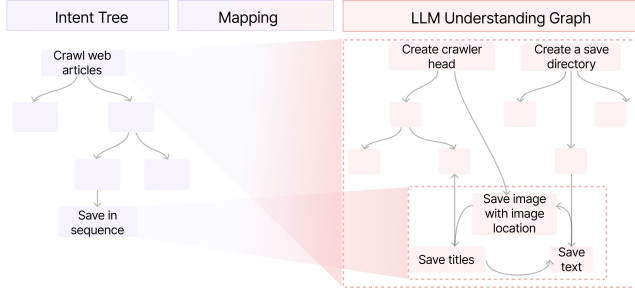 Intent Tree
Mapping
LLM Understanding Graph
Crawl web
articles
Create crawler
head
Create a save
directory
Save in
sequence
Save image
with image
location
Save titles
Save
text